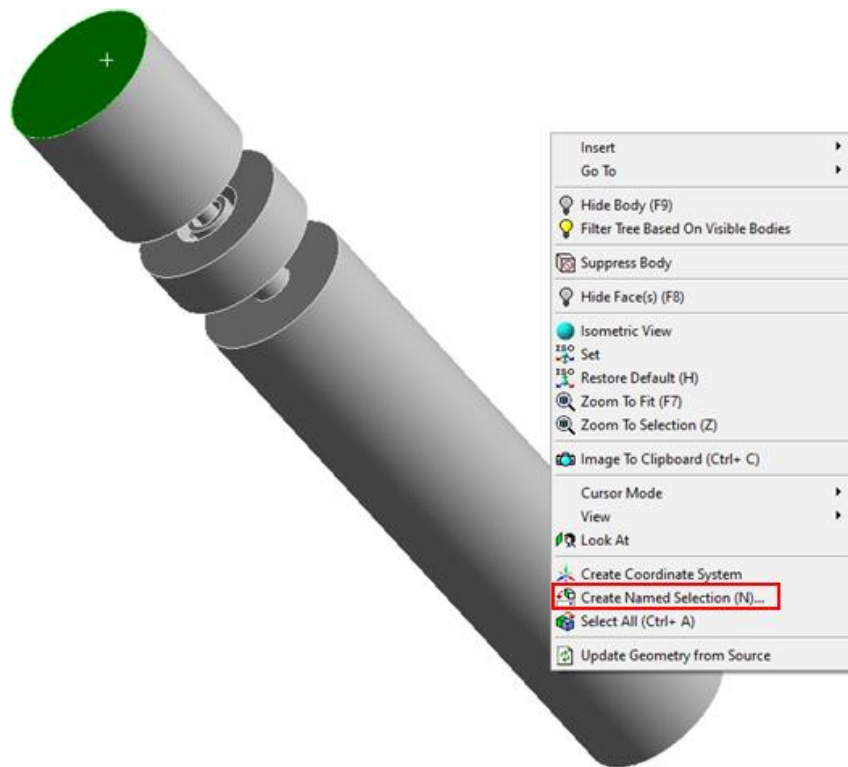 Insert
Go To
Hide Body (F9)
Filter Tree Based On Visible Bodies
Suppress Body
Hide Face(s) (F8)
Isometric View
ISO
Set
ISO
Restore Default (H)
Zoom To Fit (F7)
Zoom To Selection (Z)
Image To Clipboard (Ctrl+ C)
Cursor Mode
View
Look At
Create Coordinate System
Create Named Selection (N)...
Select All (Ctrl+ A)
Update Geometry from Source